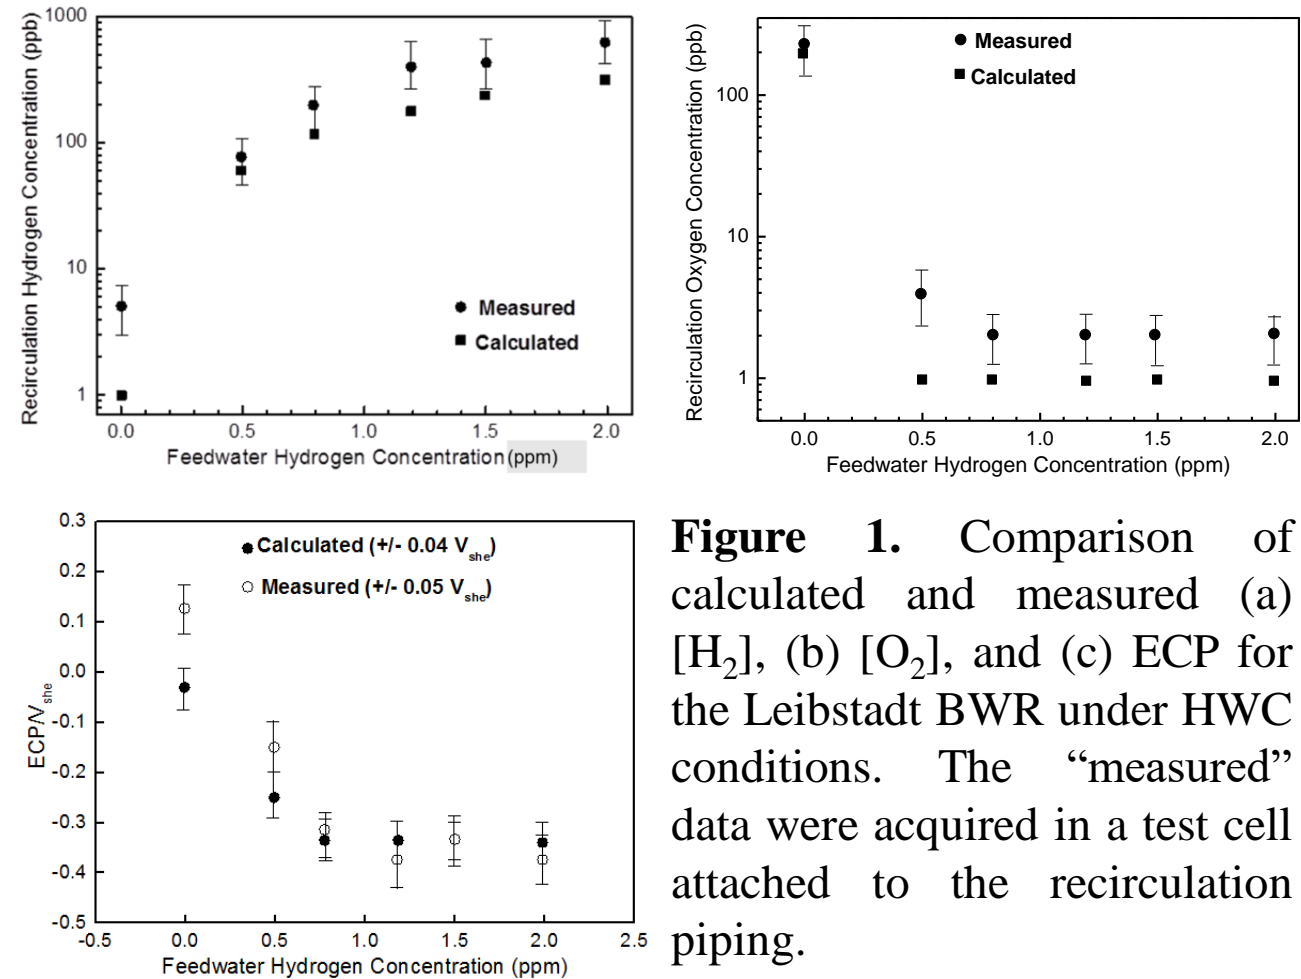 1000
100
10
1
Recirculation Hydrogen Concentration (ppb)
Measured
Calculated
0.0 0.5 1.0 1.5 2.0
Feedwater Hydrogen Concentration (ppm)
Recirculation Oxygen Concentration (ppb)
100
10
1
Measured
Calculated
0.0 0.5 1.0 1.5 2.0
Feedwater Hydrogen Concentration (ppm)
0.3
0.2
0.1
0.0
-0.1
-0.2
-0.3
-0.4
-0.5
ECP/Vshe
Calculated (+/- 0.04 Vshe)
Measured (+/- 0.05 Vshe)
-0.5 0.0 0.5 1.0 1.5 2.0 2.5
Feedwater Hydrogen Concentration (ppm)
Figure 1. Comparison of
calculated and measured (a)
[H2], (b) [O2], and (c) ECP for
the Leibstadt BWR under HWC
conditions. The “measured”
data were acquired in a test cell
attached to the recirculation
piping.